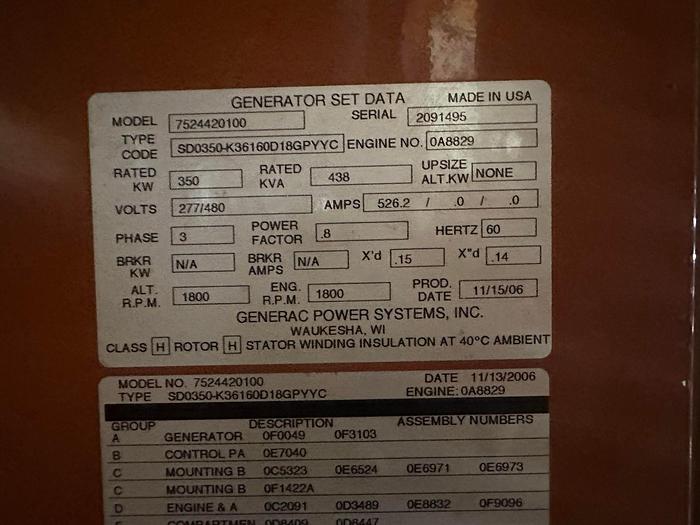 GENERATOR SET DATA MADE IN USA
MODEL 7524420100 SERIAL 2091495
TYPE CODE SD0350-K36160D18GPYYC ENGINE NO. 0A8829
RATED KW 350 RATED KVA 438 UPSIZE ALT.KW NONE
VOLTS 277/480 AMPS 526.2 / .0 / .0
PHASE 3 POWER FACTOR .8 HERTZ 60
BRKR KW N/A BRKR AMPS N/A X'd .15 X"d .14
ALT. R.P.M. 1800 ENG. R.P.M. 1800 PROD. DATE 11/15/06
GENERAC POWER SYSTEMS, INC.
WAUKESHA, WI
CLASS H ROTOR H STATOR WINDING INSULATION AT 40°C AMBIENT
MODEL NO. 7524420100 DATE 11/13/2006
TYPE SD0350-K36160D18GPYYC ENGINE: 0A8829
GROUP DESCRIPTION ASSEMBLY NUMBERS
A GENERATOR 0F0049 0F3103
B CONTROL PA 0E7040
C MOUNTING B 0C5323 0E6524 0E6971 0E6973
C MOUNTING B 0F1422A
D ENGINE & A 0C2091 0D3489 0E8832 0F9096
COMPARTMEN 0D8409 0D8447